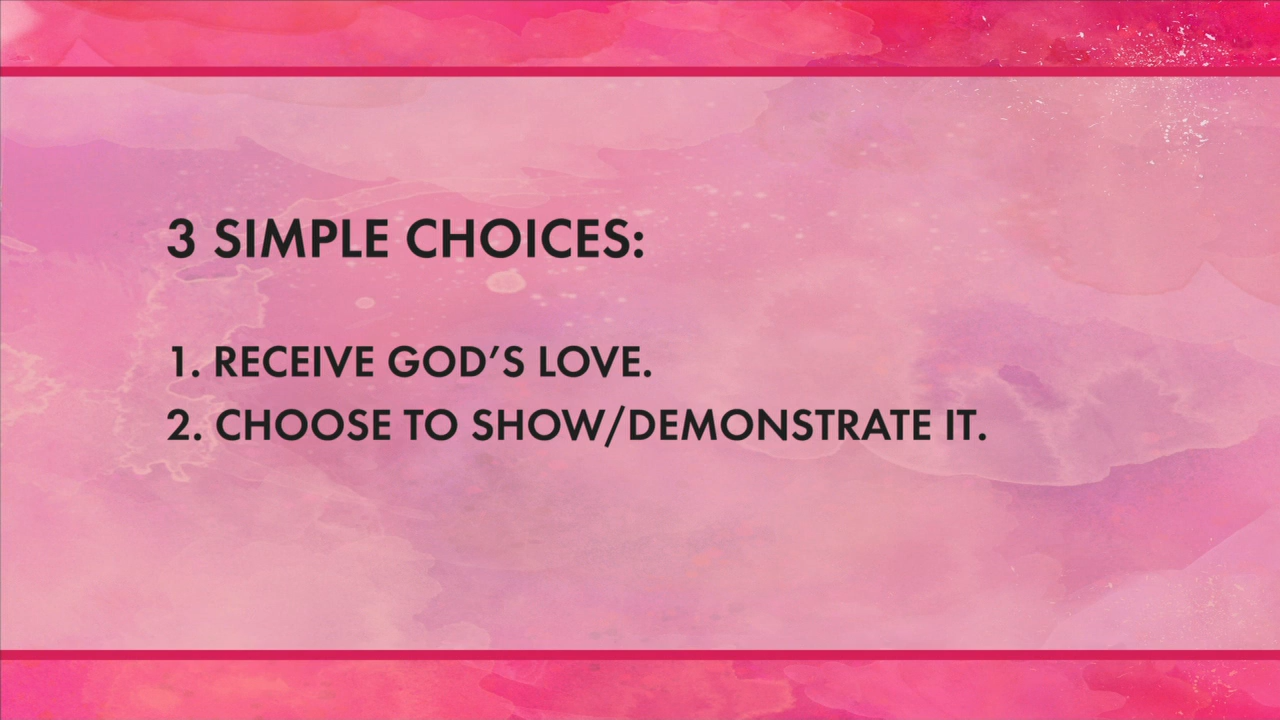 3 SIMPLE CHOICES:
1. RECEIVE GOD’S LOVE.
2. CHOOSE TO SHOW/DEMONSTRATE IT.